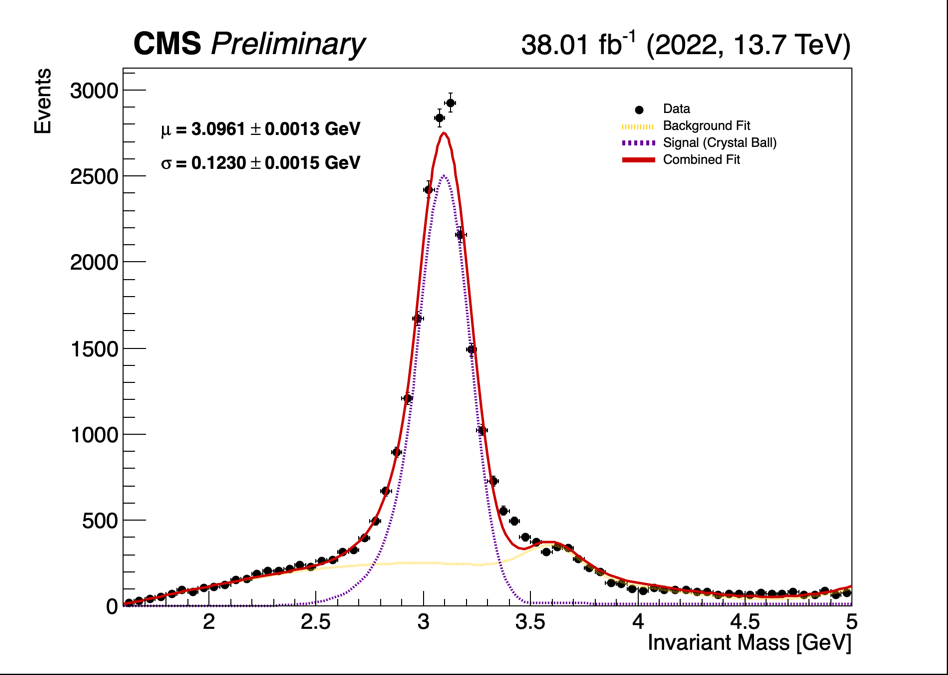 CMS Preliminary 38.01 fb⁻¹ (2022, 13.7 TeV)
Events
3000
2500
2000
1500
1000
500
0
μ = 3.0961 ± 0.0013 GeV
σ = 0.1230 ± 0.0015 GeV
Data
Background Fit
Signal (Crystal Ball)
Combined Fit
2 2.5 3 3.5 4 4.5 5
Invariant Mass [GeV]